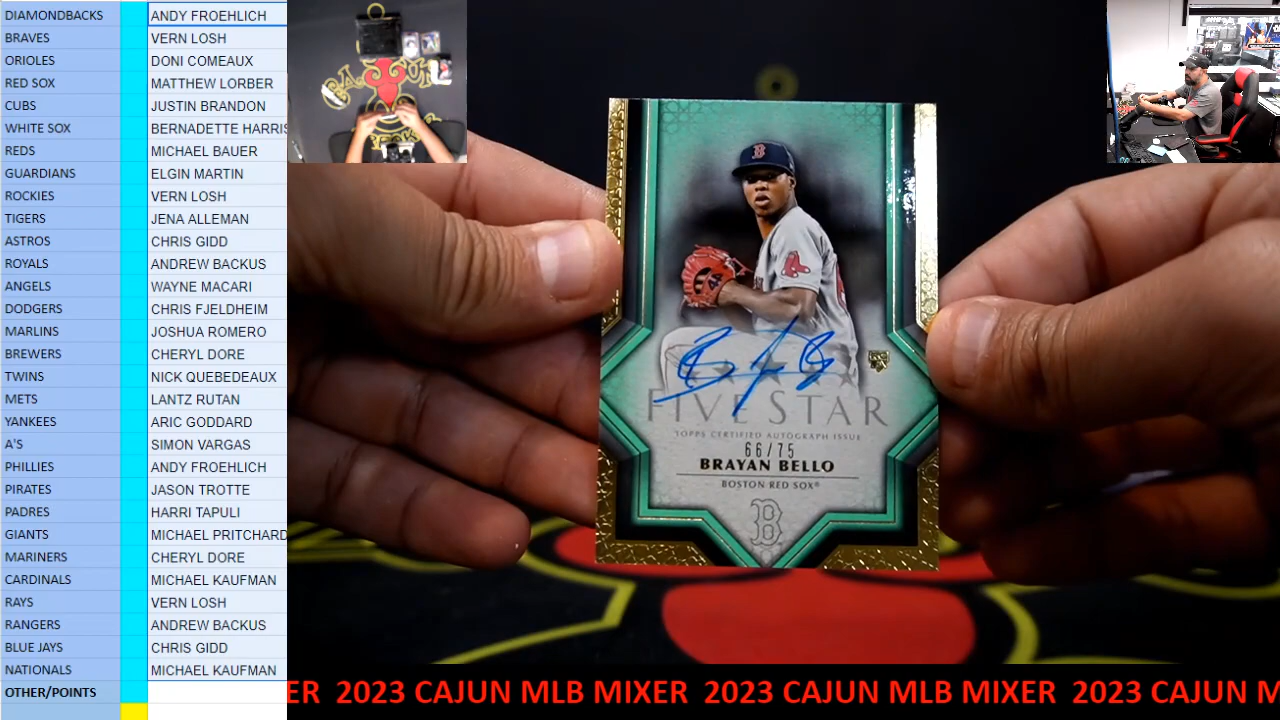 DIAMONDBACKS ANDY FROEHLICH
BRAVES VERN LOSH
ORIOLES DONI COMEAUX
RED SOX MATTHEW LORBER
CUBS JUSTIN BRANDON
WHITE SOX BERNADETTE HARRIS
REDS MICHAEL BAUER
GUARDIANS ELGIN MARTIN
ROCKIES VERN LOSH
TIGERS JENA ALLEMAN
ASTROS CHRIS GIDD
ROYALS ANDREW BACKUS
ANGELS WAYNE MACARI
DODGERS CHRIS FJELDHEIM
MARLINS JOSHUA ROMERO
BREWERS CHERYL DORE
TWINS NICK QUEBEDEAUX
METS LANTZ RUTAN
YANKEES ARIC GODDARD
A'S SIMON VARGAS
PHILLIES ANDY FROEHLICH
PIRATES JASON TROTTE
PADRES HARRI TAPULI
GIANTS MICHAEL PRITCHARD
MARINERS CHERYL DORE
CARDINALS MICHAEL KAUFMAN
RAYS VERN LOSH
RANGERS ANDREW BACKUS
BLUE JAYS CHRIS GIDD
NATIONALS MICHAEL KAUFMAN
OTHER/POINTS
B
44
FIVE STAR
TOPPS CERTIFIED AUTOGRAPH ISSUE
66/75
BRAYAN BELLO
BOSTON RED SOX®
B
ER 2023 CAJUN MLB MIXER 2023 CAJUN MLB MIXER 2023 CAJUN M